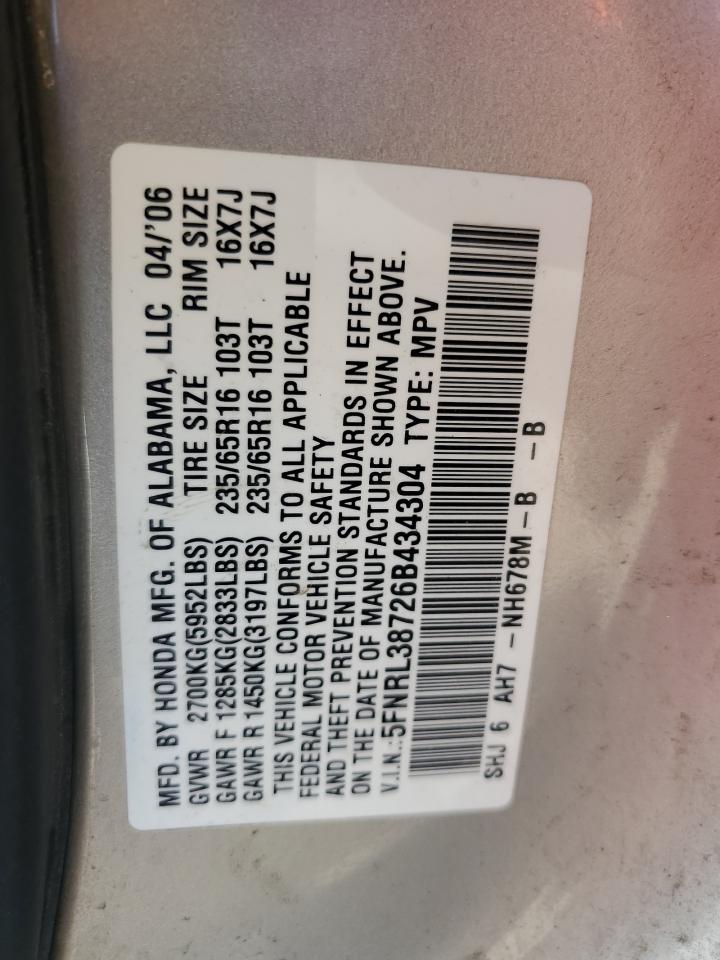 MFD. BY HONDA MFG. OF ALABAMA, LLC 04/'06
GVWR 2700KG(5952LBS) TIRE SIZE RIM SIZE
GAWR F 1285KG(2833LBS) 235/65R16 103T 16X7J
GAWR R 1450KG(3197LBS) 235/65R16 103T 16X7J
THIS VEHICLE CONFORMS TO ALL APPLICABLE
FEDERAL MOTOR VEHICLE SAFETY
AND THEFT PREVENTION STANDARDS IN EFFECT
ON THE DATE OF MANUFACTURE SHOWN ABOVE.
V.I.N.:5FNRL38726B434304 TYPE: MPV
SHJ 6 AH7 -NH678M-B -B